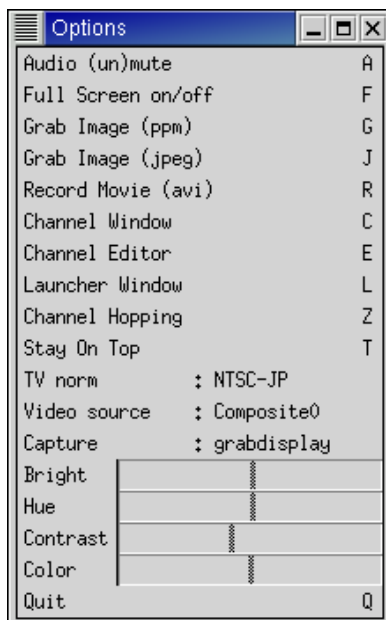 Options
Audio (un)mute A
Full Screen on/off F
Grab Image (ppm) G
Grab Image (jpeg) J
Record Movie (avi) R
Channel Window C
Channel Editor E
Launcher Window L
Channel Hopping Z
Stay On Top T
TV norm : NTSC-JP
Video source : Composite0
Capture : grabdisplay
Bright
Hue
Contrast
Color
Quit Q